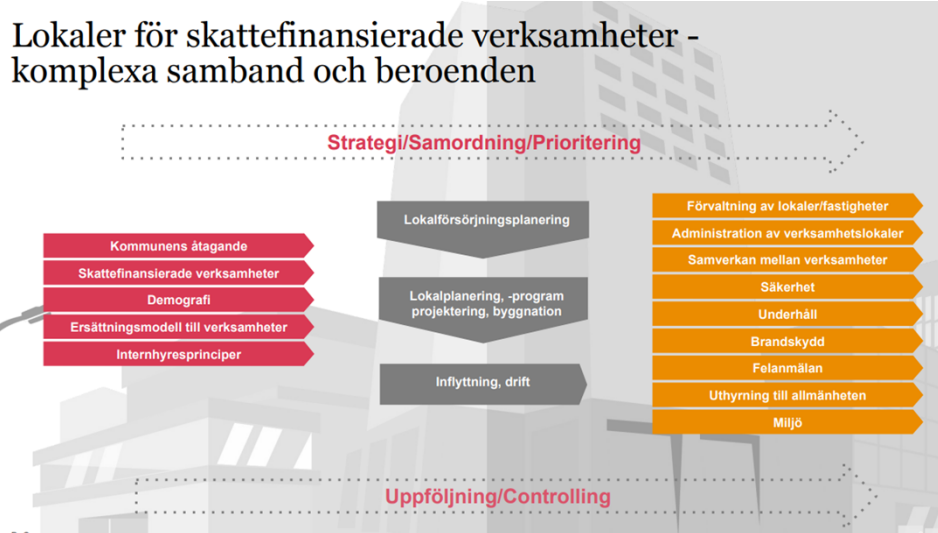 Lokaler för skattefinansierade verksamheter -
komplexa samband och beroenden
Strategi/Samordning/Prioritering
Kommunens åtagande
Skattefinansierade verksamheter
Demografi
Ersättningsmodell till verksamheter
Internhyresprinciper
Lokalförsörjningsplanering
Lokalplanering, -program
projektering, byggnation
Inflyttning, drift
Förvaltning av lokaler/fastigheter
Administration av verksamhetslokaler
Samverkan mellan verksamheter
Säkerhet
Underhåll
Brandskydd
Felanmälan
Uthyrning till allmänheten
Miljö
Uppföljning/Controlling